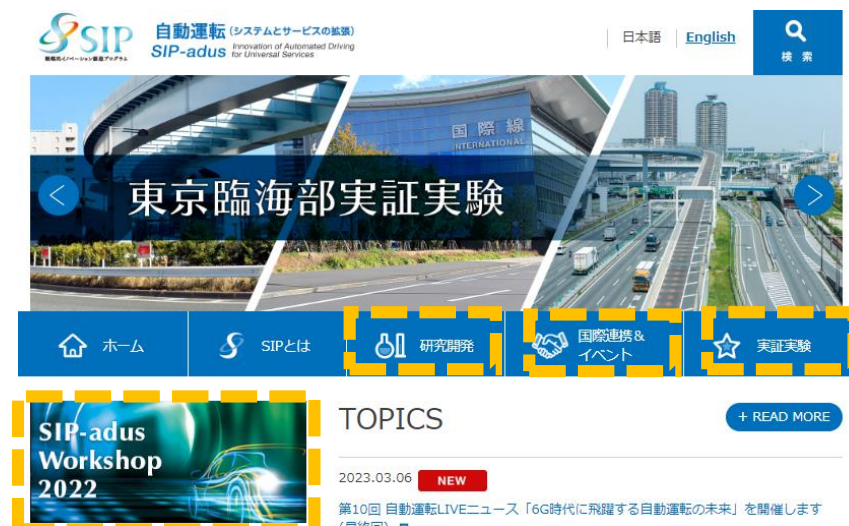 SIP
戦略的イノベーション創造プログラム
自動運転(システムとサービスの拡張)
SIP-adus Innovation of Automated Driving
for Universal Services
日本語 English
検索
国際線
INTERNATIONAL
東京臨海部実証実験
ホーム
SIPとは
研究開発
国際連携&
イベント
実証実験
SIP-adus
Workshop
2022
TOPICS
+ READ MORE
2023.03.06 NEW
第10回 自動運転LIVEニュース「6G時代に飛躍する自動運転の未来」を開催します
(最終回)